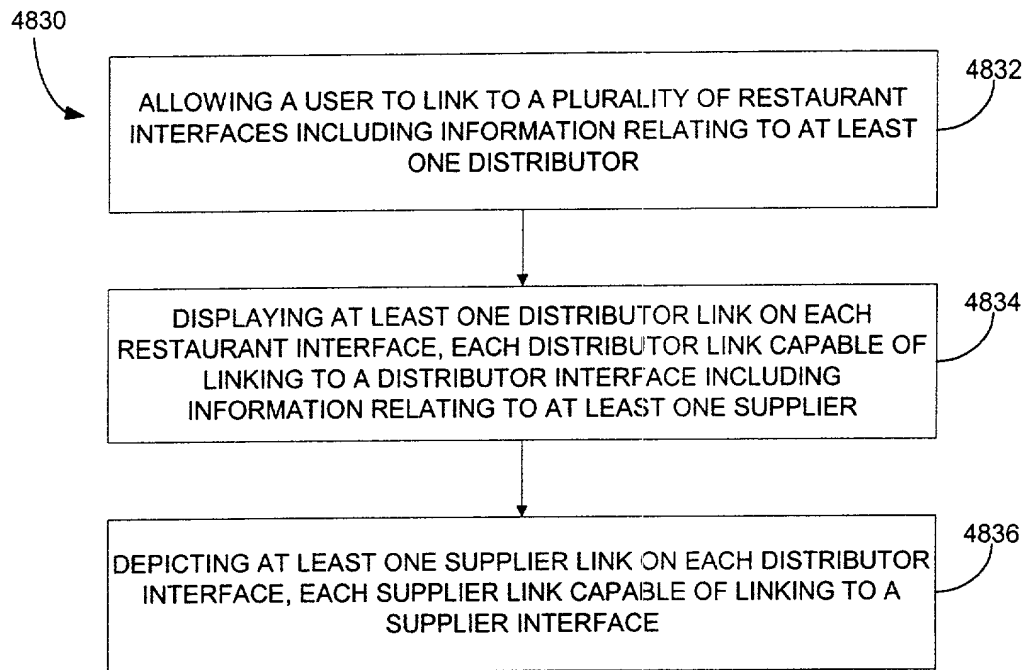 4830
4832
ALLOWING A USER TO LINK TO A PLURALITY OF RESTAURANT
INTERFACES INCLUDING INFORMATION RELATING TO AT LEAST
ONE DISTRIBUTOR
4834
DISPLAYING AT LEAST ONE DISTRIBUTOR LINK ON EACH
RESTAURANT INTERFACE, EACH DISTRIBUTOR LINK CAPABLE OF
LINKING TO A DISTRIBUTOR INTERFACE INCLUDING
INFORMATION RELATING TO AT LEAST ONE SUPPLIER
4836
DEPICTING AT LEAST ONE SUPPLIER LINK ON EACH DISTRIBUTOR
INTERFACE, EACH SUPPLIER LINK CAPABLE OF LINKING TO A
SUPPLIER INTERFACE